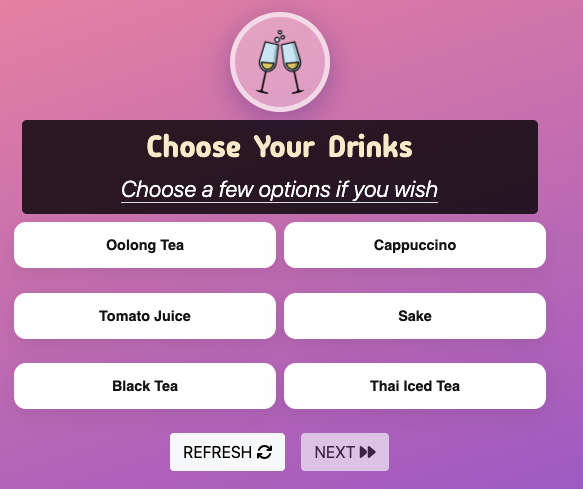 Choose Your Drinks
Choose a few options if you wish
Oolong Tea
Cappuccino
Tomato Juice
Sake
Black Tea
Thai Iced Tea
REFRESH
NEXT